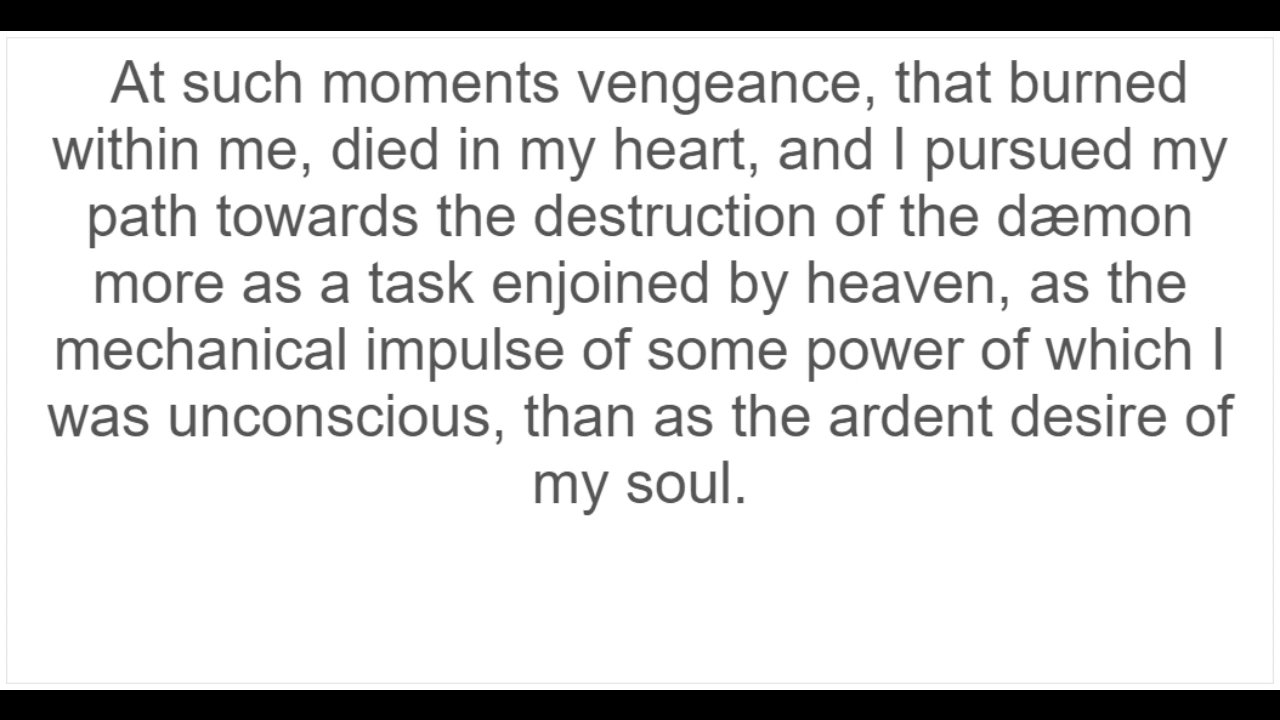 At such moments vengeance, that burned
within me, died in my heart, and I pursued my
path towards the destruction of the dæmon
more as a task enjoined by heaven, as the
mechanical impulse of some power of which I
was unconscious, than as the ardent desire of
my soul.